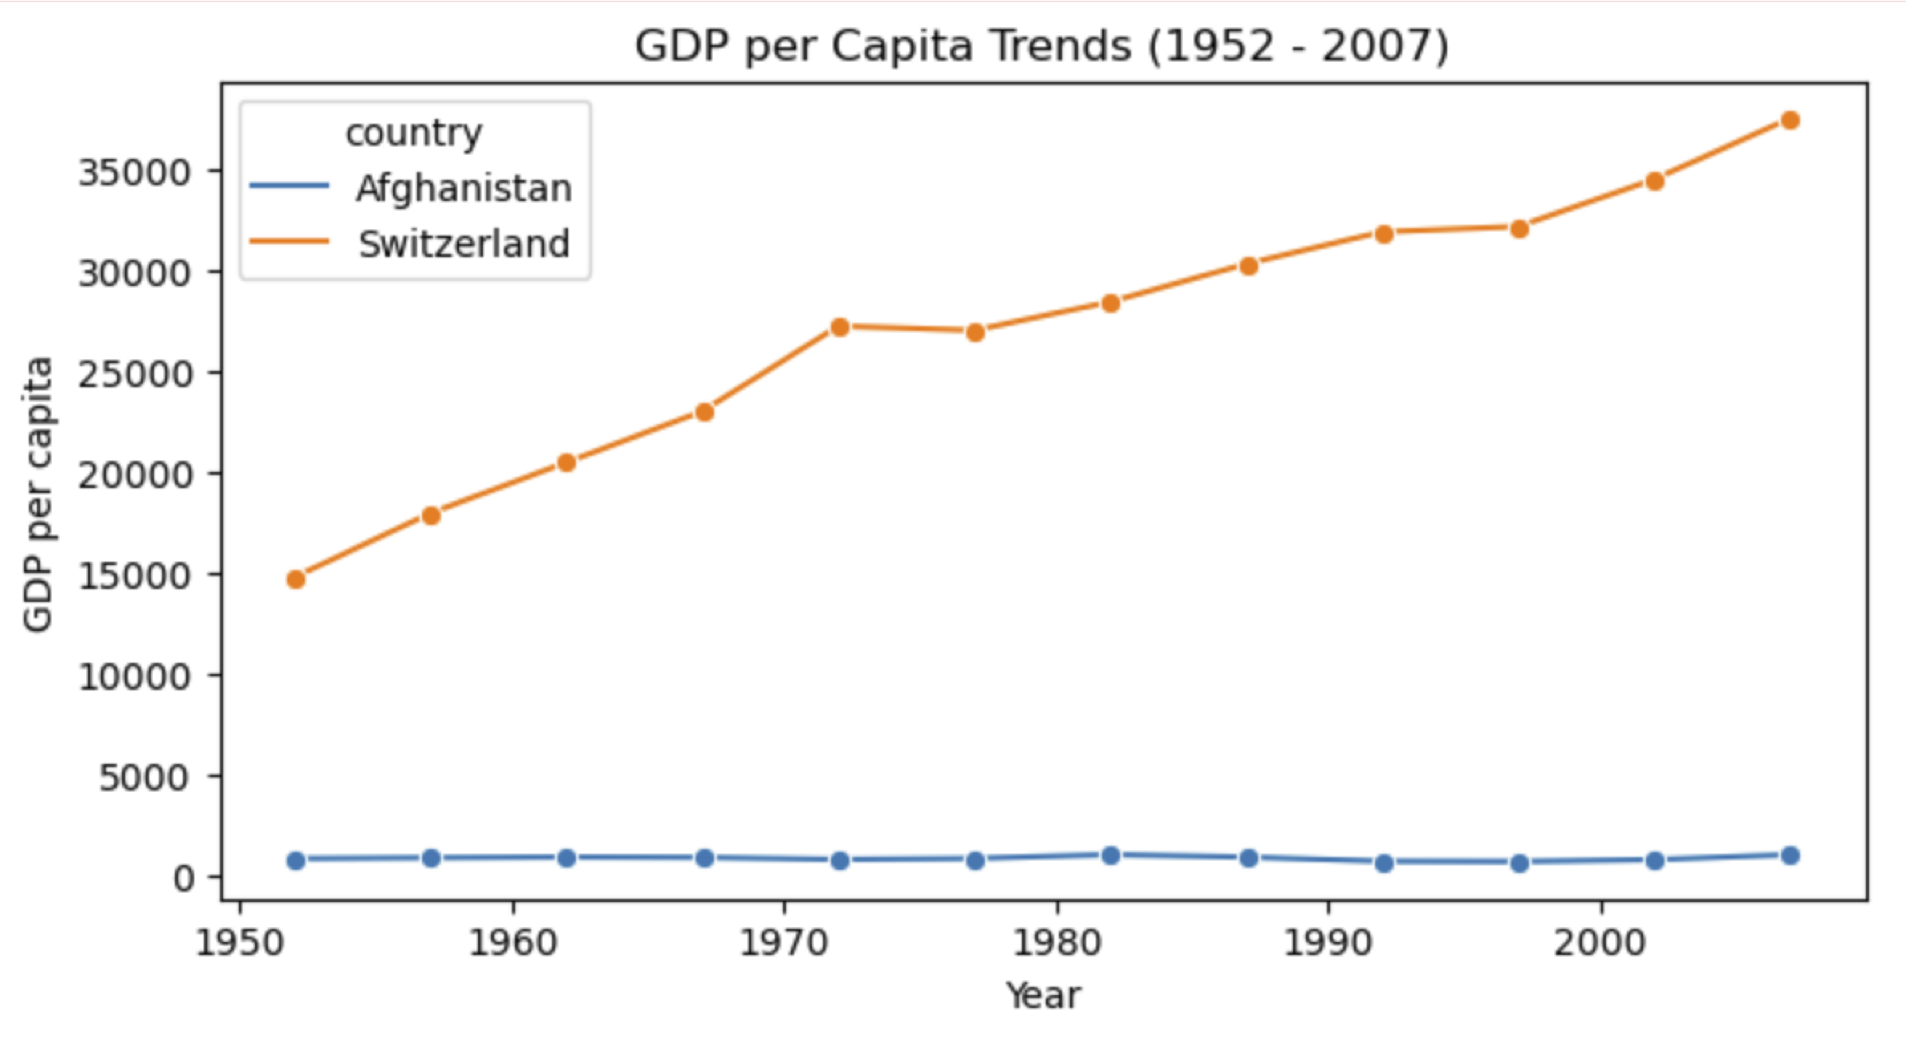 GDP per Capita Trends (1952 - 2007)
country
Afghanistan
Switzerland
35000
30000
25000
20000
15000
10000
5000
0
GDP per capita
1950 1960 1970 1980 1990 2000
Year